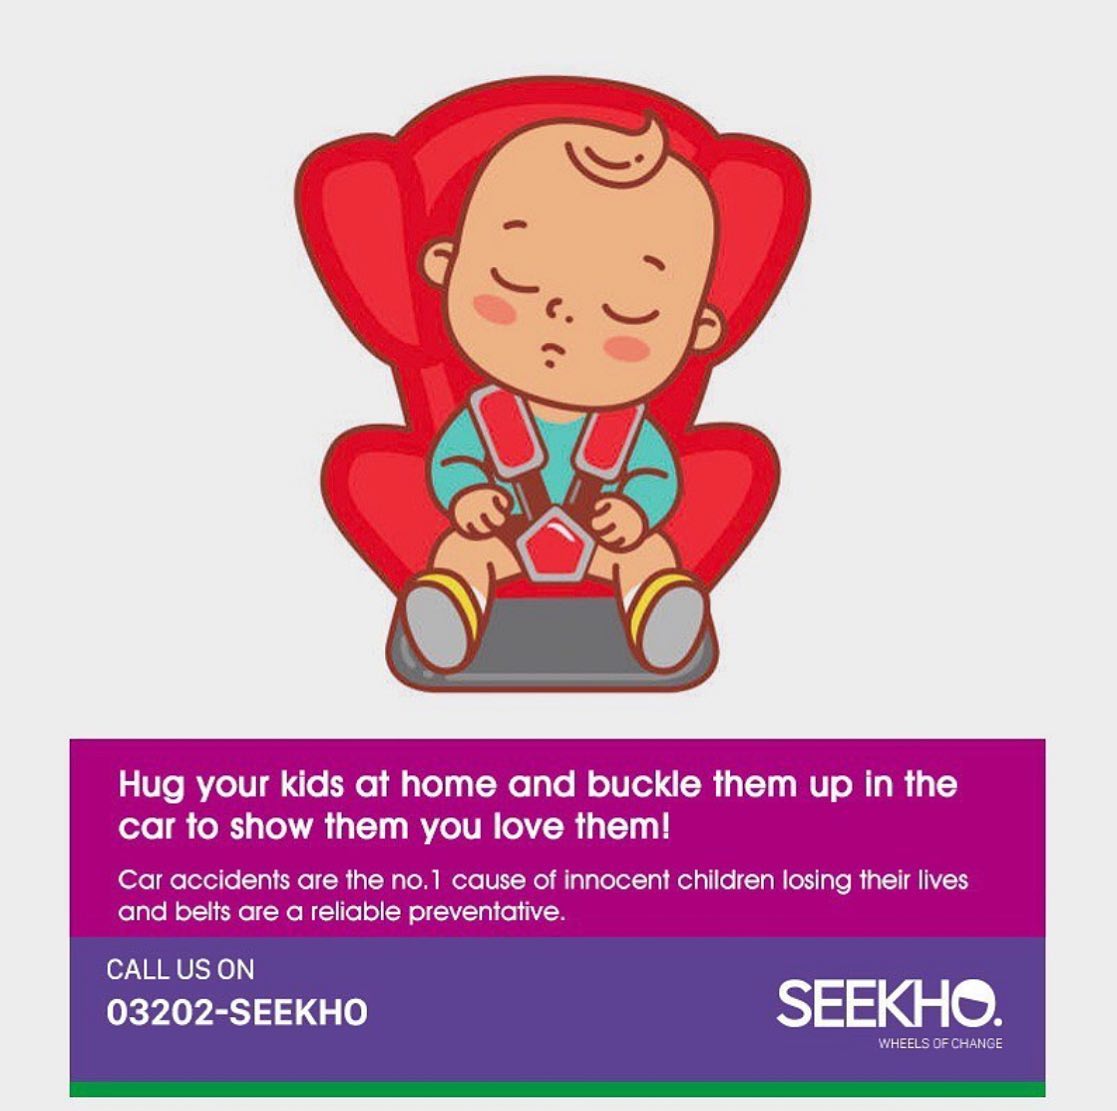 Hug your kids at home and buckle them up in the
car to show them you love them!
Car accidents are the no.1 cause of innocent children losing their lives
and belts are a reliable preventative.
CALL US ON
03202-SEEKHO
SEEKHO.
WHEELS OF CHANGE